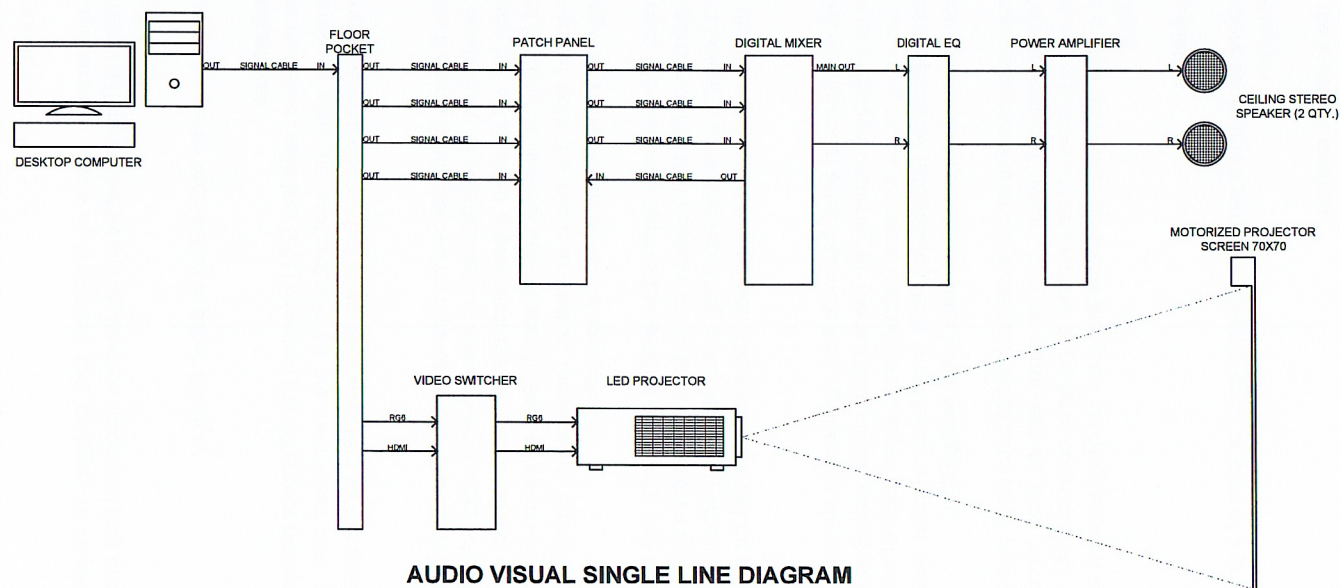 FLOOR
POCKET
PATCH PANEL
DIGITAL MIXER
DIGITAL EQ
POWER AMPLIFIER
OUT SIGNAL CABLE IN
OUT SIGNAL CABLE IN
OUT SIGNAL CABLE IN
MAIN OUT L
L
L
OUT SIGNAL CABLE IN
OUT SIGNAL CABLE IN
CEILING STEREO
SPEAKER (2 QTY.)
OUT SIGNAL CABLE IN
OUT SIGNAL CABLE IN
R
R
R
DESKTOP COMPUTER
OUT SIGNAL CABLE IN
IN SIGNAL CABLE OUT
MOTORIZED PROJECTOR
SCREEN 70X70
VIDEO SWITCHER
LED PROJECTOR
RGB
RGB
HDMI
HDMI
AUDIO VISUAL SINGLE LINE DIAGRAM